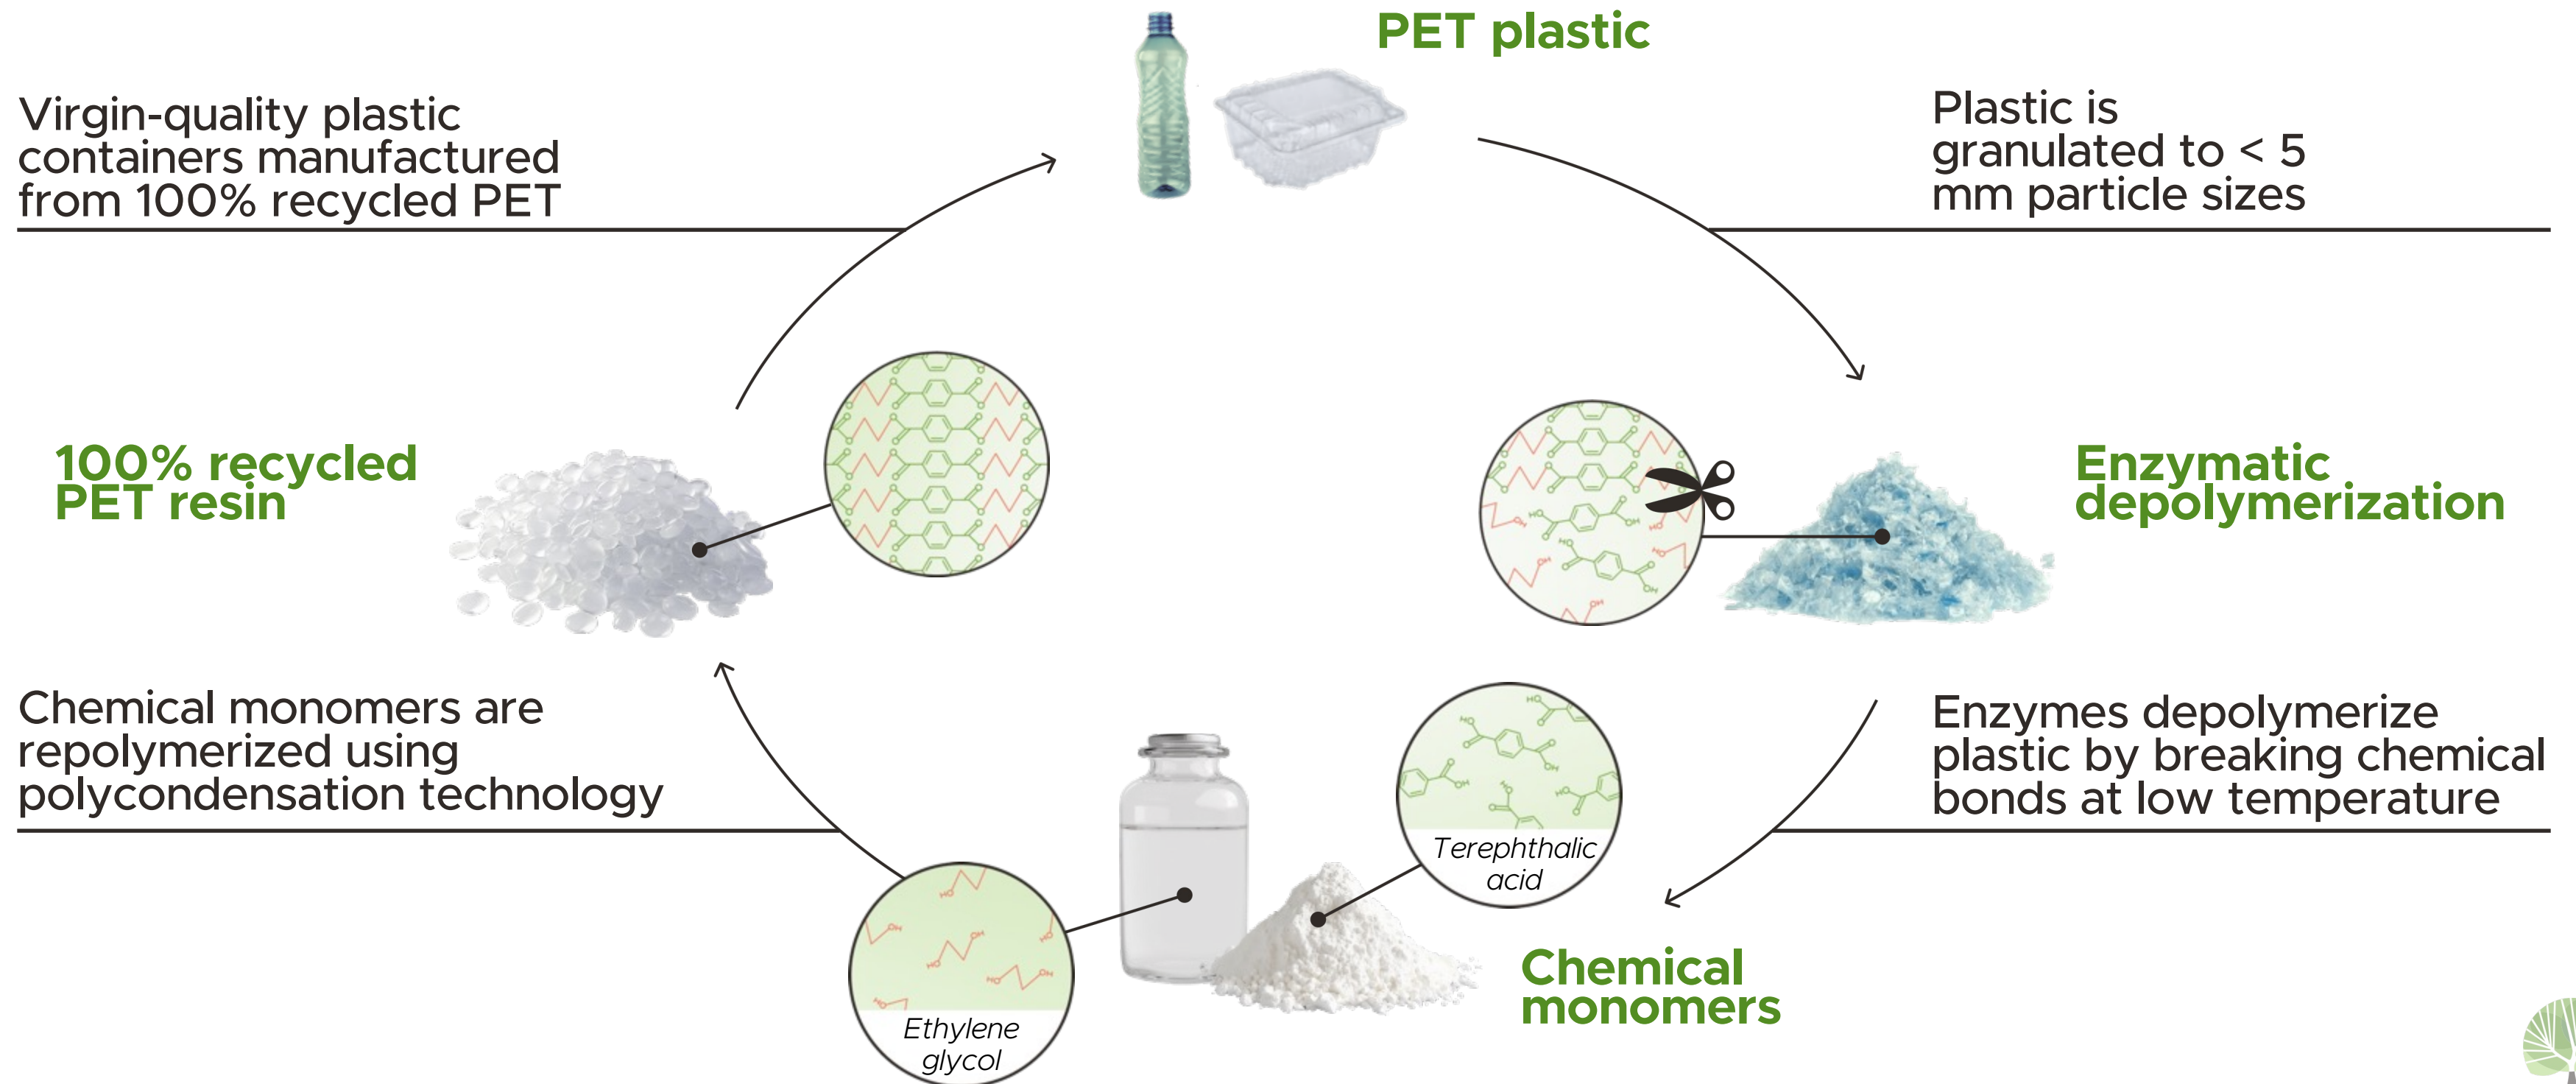 PET plastic
Virgin-quality plastic
containers manufactured
from 100% recycled PET
Plastic is
granulated to < 5
mm particle sizes
100% recycled
PET resin
Enzymatic
depolymerization
Chemical monomers are
repolymerized using
polycondensation technology
Enzymes depolymerize
plastic by breaking chemical
bonds at low temperature
Terephthalic
acid
Chemical
monomers
Ethylene
glycol